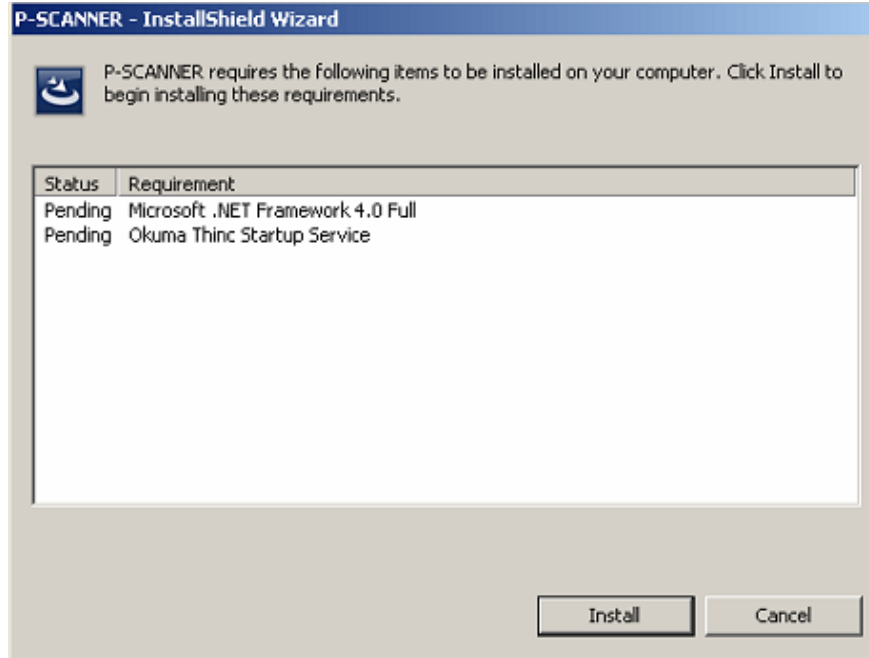 P-SCANNER - InstallShield Wizard
P-SCANNER requires the following items to be installed on your computer. Click Install to
begin installing these requirements.
Status Requirement
Pending Microsoft .NET Framework 4.0 Full
Pending Okuma Thinc Startup Service
Install Cancel